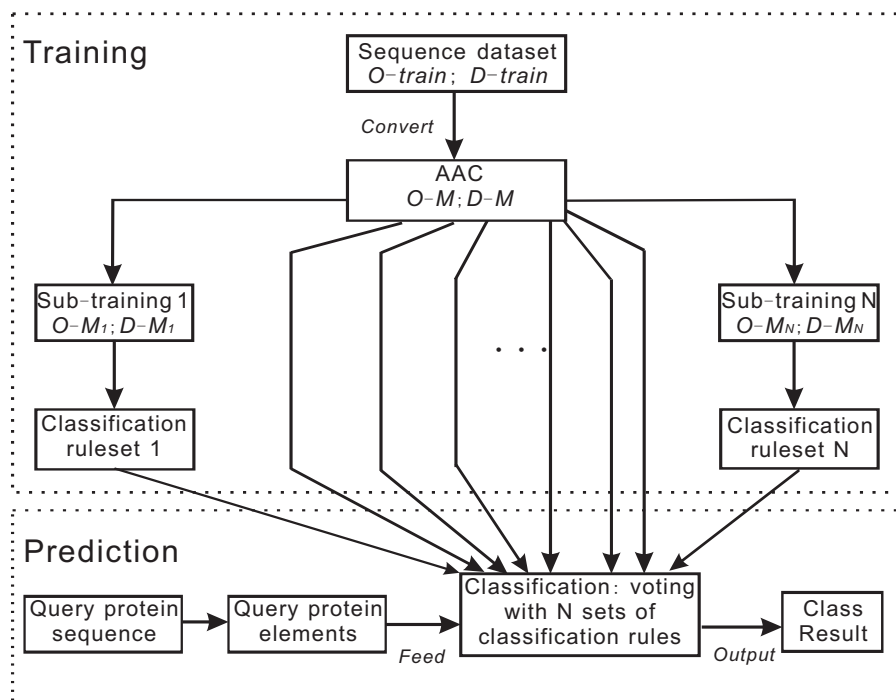 Training
Sequence dataset
O-train; D-train
Convert
AAC
O-M; D-M
Sub-training 1
O-M1; D-M1
Sub-training N
O-MN; D-MN
. . .
Classification
ruleset 1
Classification
ruleset N
Prediction
Query protein
sequence
Query protein
elements
Feed
Classification: voting
with N sets of
classification rules
Output
Class
Result